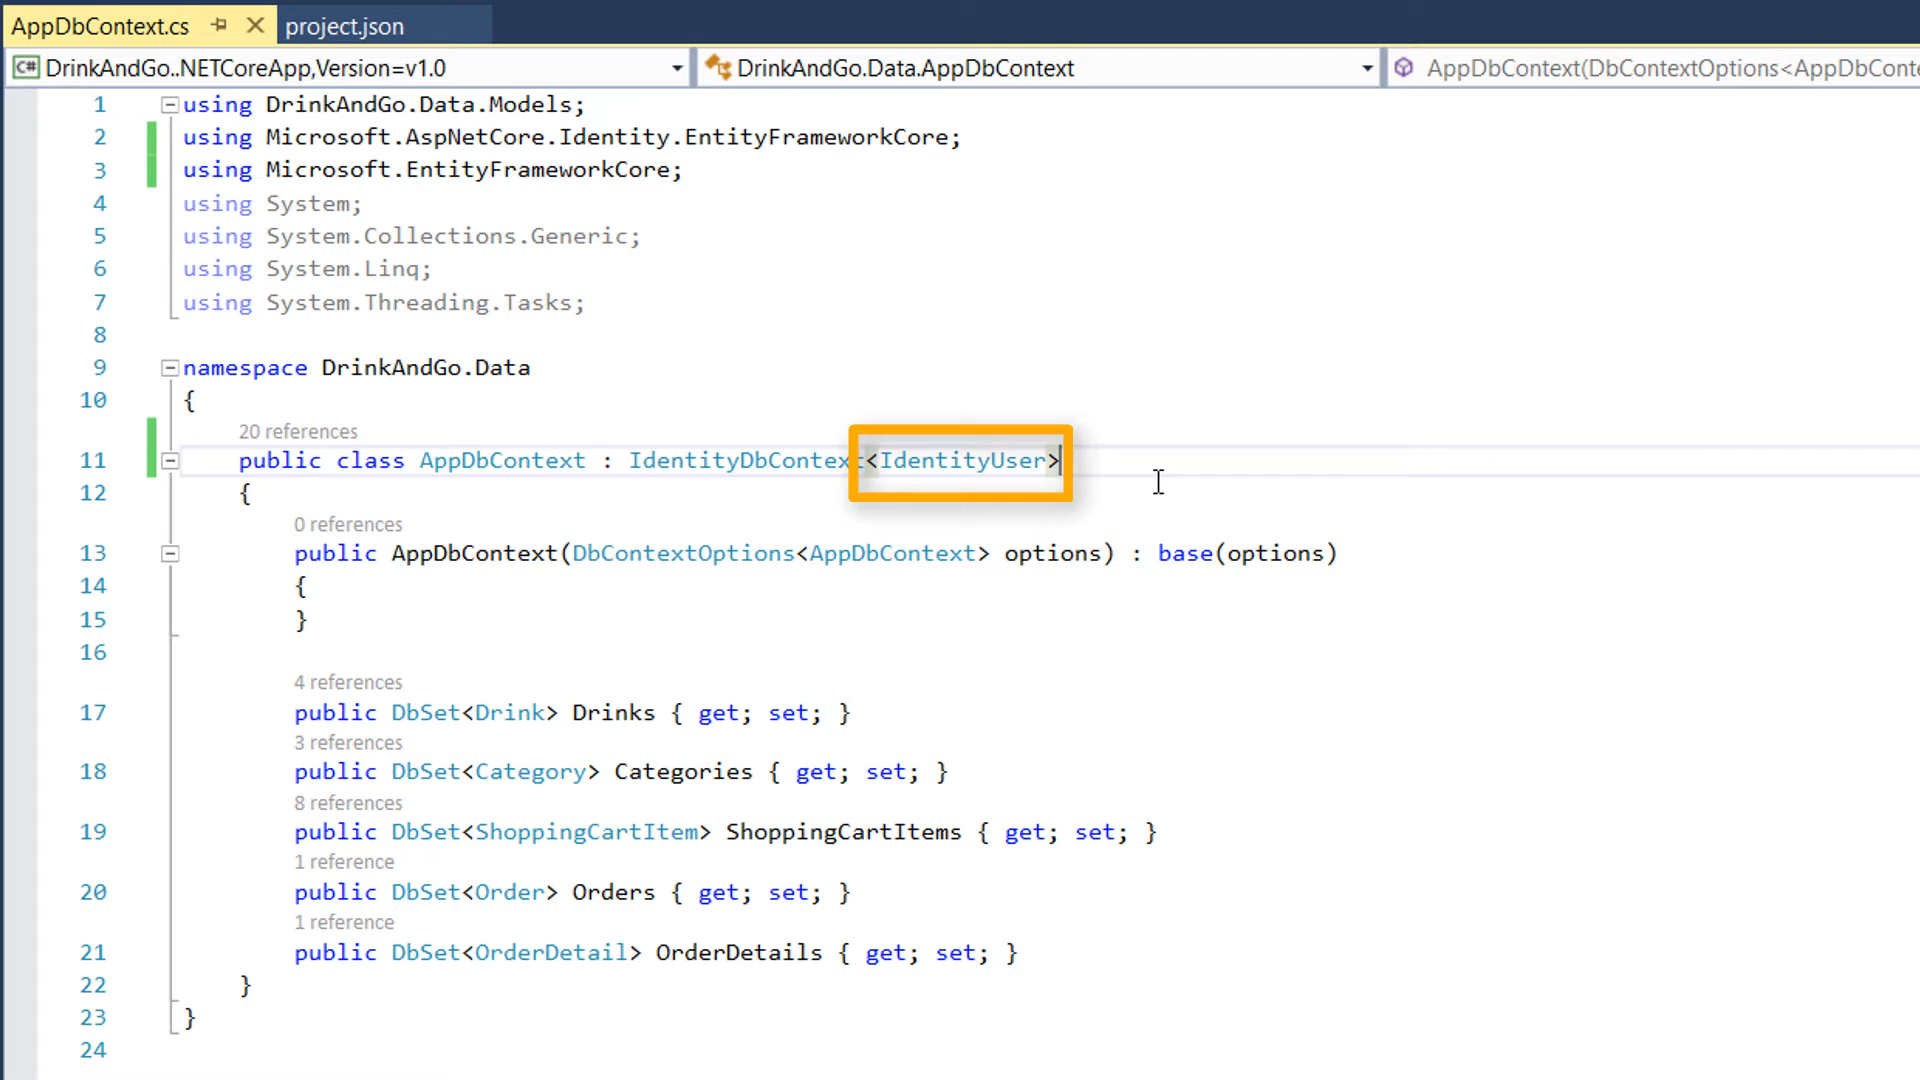 AppDbContext.cs project.json
C# DrinkAndGo..NETCoreApp,Version=v1.0 DrinkAndGo.Data.AppDbContext AppDbContext(DbContextOptions<AppDbConte
1 using DrinkAndGo.Data.Models;
2 using Microsoft.AspNetCore.Identity.EntityFrameworkCore;
3 using Microsoft.EntityFrameworkCore;
4 using System;
5 using System.Collections.Generic;
6 using System.Linq;
7 using System.Threading.Tasks;
8
9 namespace DrinkAndGo.Data
10 {
20 references
11 public class AppDbContext : IdentityDbContext<IdentityUser>
12 {
0 references
13 public AppDbContext(DbContextOptions<AppDbContext> options) : base(options)
14 {
15 }
16
4 references
17 public DbSet<Drink> Drinks { get; set; }
3 references
18 public DbSet<Category> Categories { get; set; }
8 references
19 public DbSet<ShoppingCartItem> ShoppingCartItems { get; set; }
1 reference
20 public DbSet<Order> Orders { get; set; }
1 reference
21 public DbSet<OrderDetail> OrderDetails { get; set; }
22 }
23 }
24